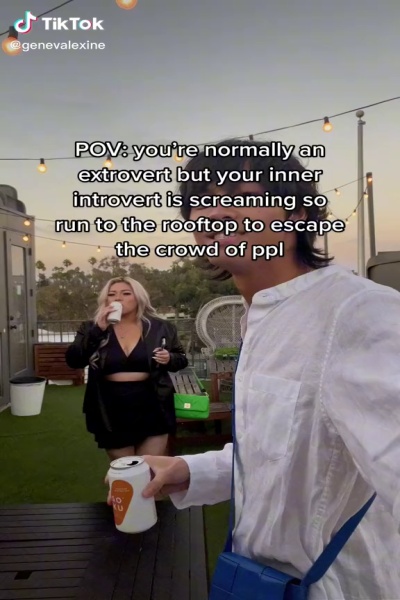 TikTok
@genevalexine
POV: you're normally an
extrovert but your inner
introvert is screaming so
run to the rooftop to escape
the crowd of ppl